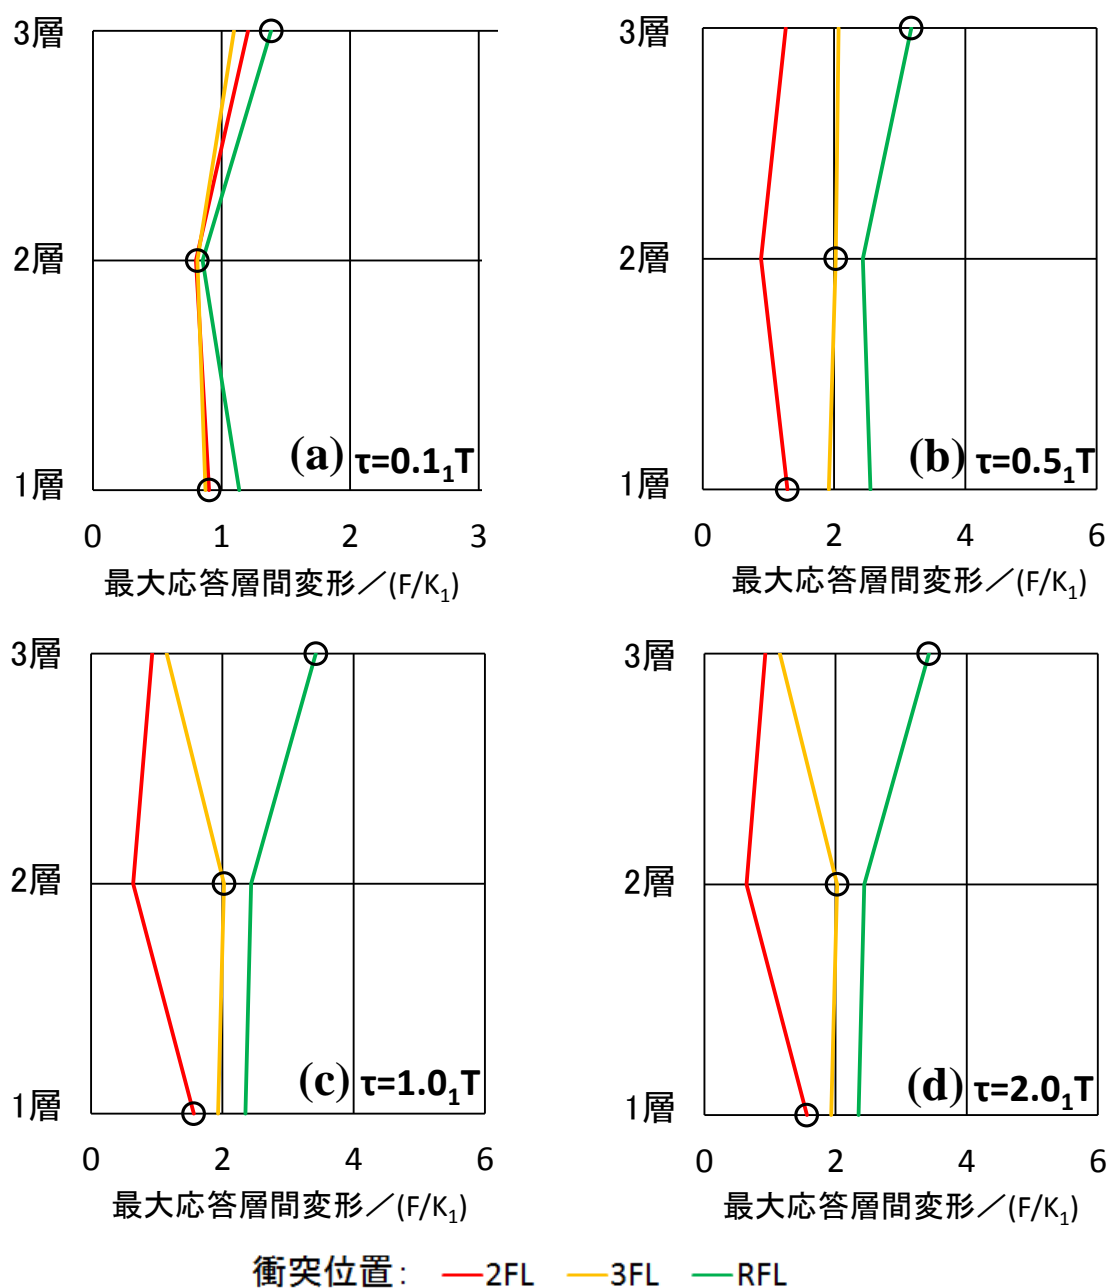 3層
2層
1層
(a) τ=0.1₁T
0 1 2 3
最大応答層間変形／(F/K₁)
3層
2層
1層
(b) τ=0.5₁T
0 2 4 6
最大応答層間変形／(F/K₁)
3層
2層
1層
(c) τ=1.0₁T
0 2 4 6
最大応答層間変形／(F/K₁)
3層
2層
1層
(d) τ=2.0₁T
0 2 4 6
最大応答層間変形／(F/K₁)
衝突位置： 2FL 3FL RFL